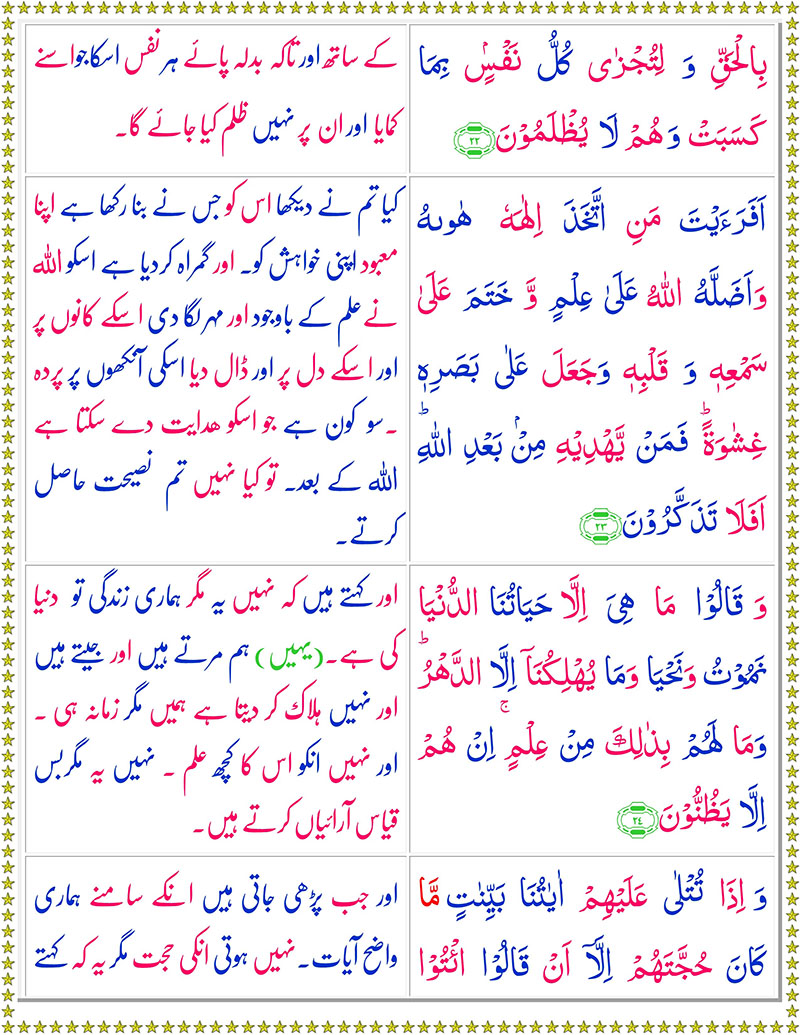 بِالْحَقِّ وَ لِتُجْزٰی كُلُّ نَفْسٍۭ بِمَا
كَسَبَتْ وَهُمْ لَا يُظْلَمُوْنَ ۲۲
کے ساتھ اور تاکہ بدلہ پائے ہر نفس اسکا جو اسنے
کمایا اور ان پر نہیں ظلم کیا جائے گا۔
اَفَرَءَيْتَ مَنِ اتَّخَذَ اِلٰهَهٗ هَوٰىهُ
وَاَضَلَّهُ اللهُ عَلٰی عِلْمٍ وَّ خَتَمَ عَلٰی
سَمْعِهٖ وَ قَلْبِهٖ وَجَعَلَ عَلٰی بَصَرِهٖ
غِشٰوَةً ؕ فَمَنْ يَّهْدِيْهِ مِنْۢ بَعْدِ اللهِ ؕ
اَفَلَا تَذَكَّرُوْنَ ۲۳
کیا تم نے دیکھا اس کو جس نے بنا رکھا ہے اپنا
معبود اپنی خواہش کو۔ اور گمراہ کردیا ہے اسکو اللہ
نے علم کے باوجود اور مہر لگا دی اسکے کانوں پر
اور اسکے دل پر اور ڈال دیا اسکی آنکھوں پر پردہ
۔ سو کون ہے جو اسکو ھدایت دے سکتا ہے
اللہ کے بعد۔ تو کیا نہیں تم نصیحت حاصل
کرتے۔
وَ قَالُوْا مَا هِیَ اِلَّا حَيَاتُنَا الدُّنْيَا
نَمُوْتُ وَنَحْيَا وَمَا يُهْلِكُنَاۤ اِلَّا الدَّهْرُ ؕ
وَمَا لَهُمْ بِذٰلِكَ مِنْ عِلْمٍ ۚ اِنْ هُمْ
اِلَّا يَظُنُّوْنَ ۲۴
اور کہتے ہیں کہ نہیں یہ مگر ہماری زندگی تو دنیا
کی ہے۔ (یہیں) ہم مرتے ہیں اور جیتے ہیں
اور نہیں ہلاک کر دیتا ہے ہمیں مگر زمانہ ہی ۔
اور نہیں انکو اس کا کچھ علم ۔ نہیں یہ مگر بس
قیاس آرائیاں کرتے ہیں۔
وَ اِذَا تُتْلٰی عَلَيْهِمْ اٰيٰتُنَا بَيِّنٰتٍ مَّا
كَانَ حُجَّتَهُمْ اِلَّاۤ اَنْ قَالُوا ائْتُوْا
اور جب پڑھی جاتی ہیں انکے سامنے ہماری
واضح آیات۔ نہیں ہوتی انکی حجت مگر یہ کہ کہتے